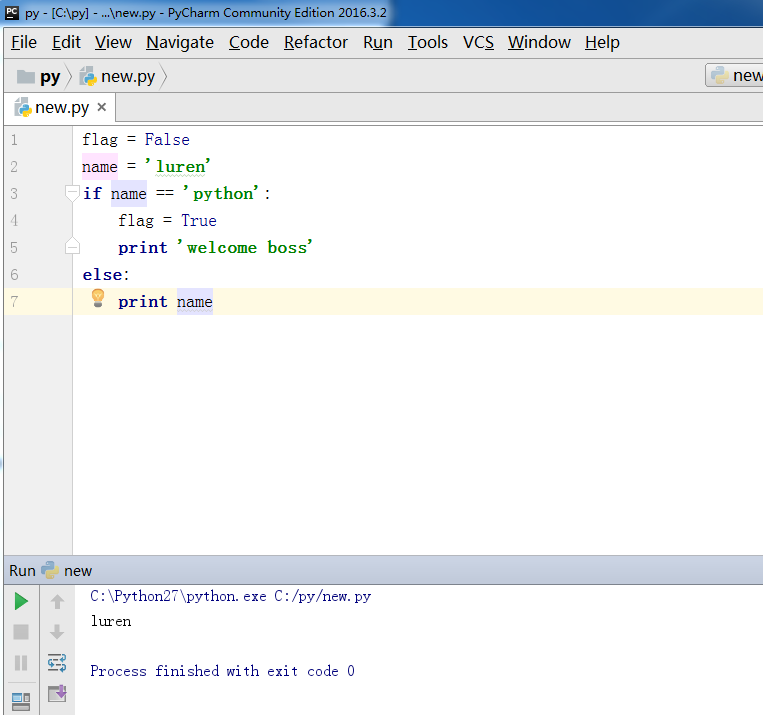 PC py - [C:\py] - ...\new.py - PyCharm Community Edition 2016.3.2
File Edit View Navigate Code Refactor Run Tools VCS Window Help
py new.py new
new.py ×
1 flag = False
2 name = 'luren'
3 if name == 'python':
4     flag = True
5     print 'welcome boss'
6 else:
7     print name
Run new
C:\Python27\python.exe C:/py/new.py
luren
Process finished with exit code 0